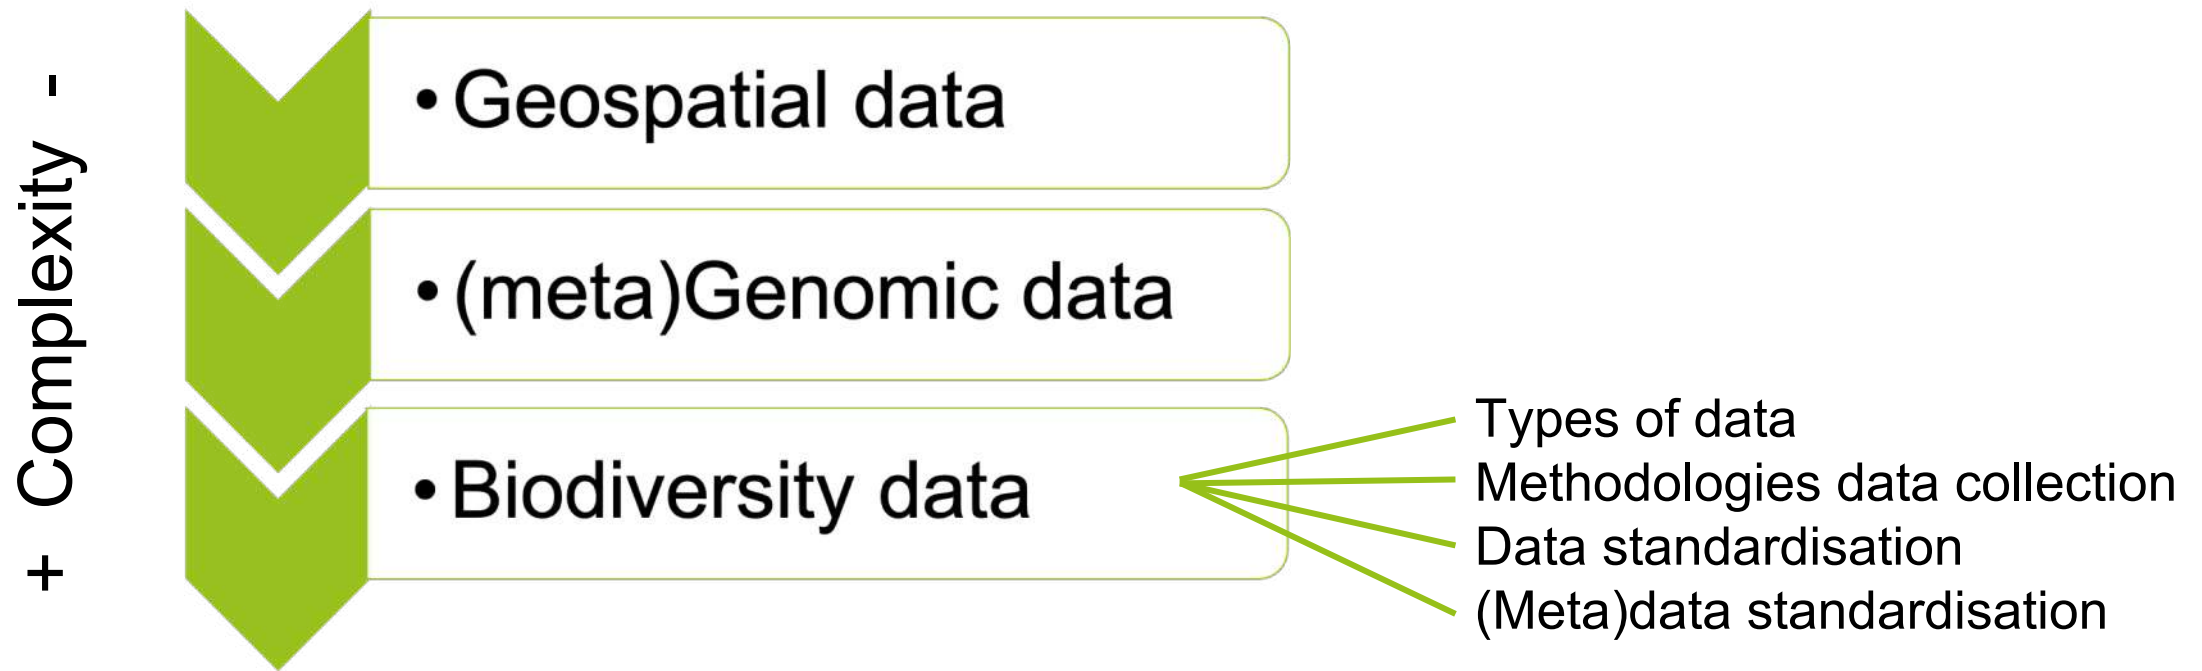 + Complexity -
• Geospatial data
• (meta)Genomic data
• Biodiversity data
Types of data
Methodologies data collection
Data standardisation
(Meta)data standardisation